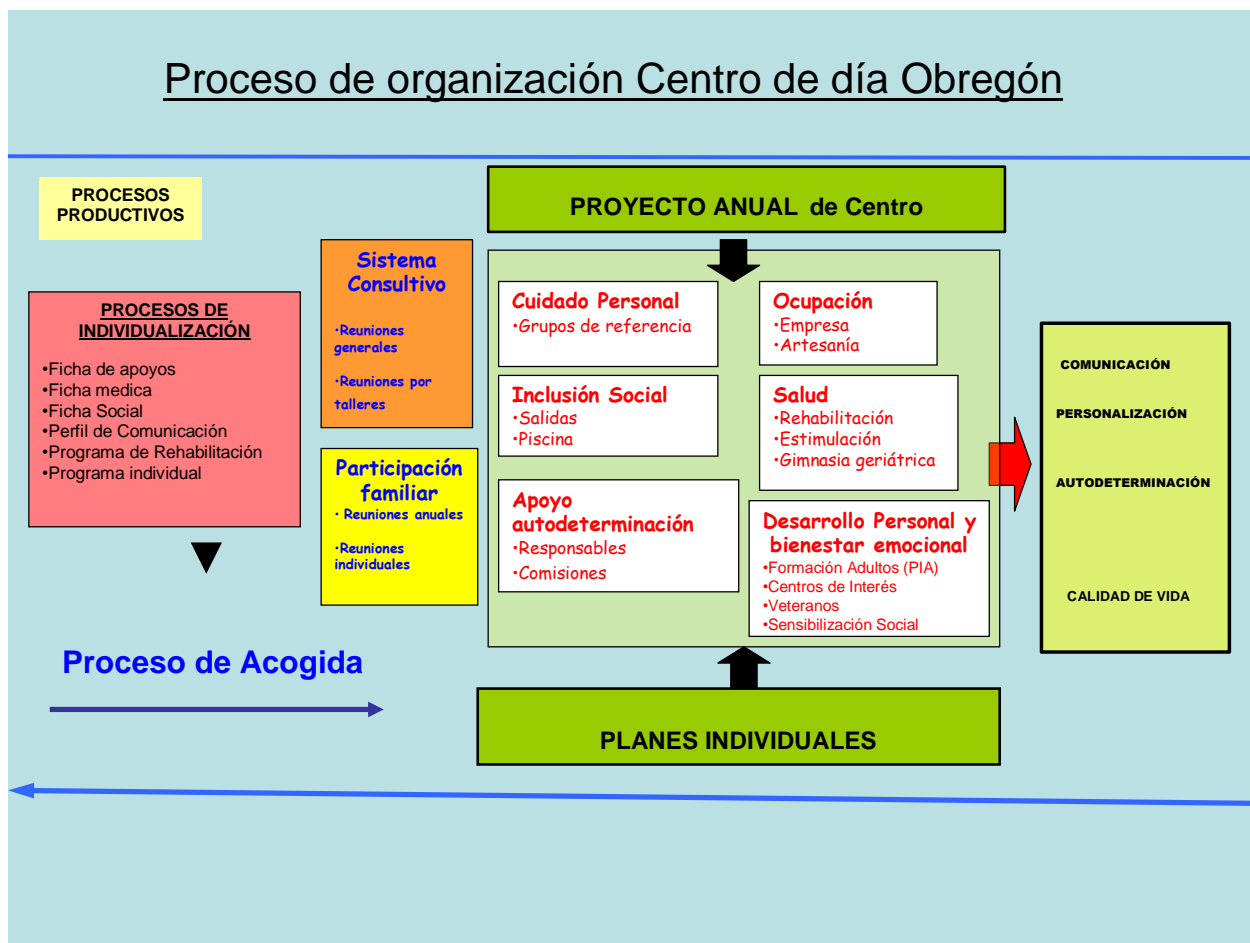 Proceso de organización Centro de día Obregón
PROCESOS
PRODUCTIVOS
PROYECTO ANUAL de Centro
PROCESOS DE
INDIVIDUALIZACIÓN
•Ficha de apoyos
•Ficha medica
•Ficha Social
•Perfil de Comunicación
•Programa de Rehabilitación
•Programa individual
Sistema
Consultivo
•Reuniones
generales
•Reuniones por
talleres
Participación
familiar
• Reuniones anuales
•Reuniones
individuales
Cuidado Personal
•Grupos de referencia
Ocupación
•Empresa
•Artesanía
Inclusión Social
•Salidas
•Piscina
Salud
•Rehabilitación
•Estimulación
•Gimnasia geriátrica
Apoyo
autodeterminación
•Responsables
•Comisiones
Desarrollo Personal y
bienestar emocional
•Formación Adultos (PIA)
•Centros de Interés
•Veteranos
•Sensibilización Social
COMUNICACIÓN
PERSONALIZACIÓN
AUTODETERMINACIÓN
CALIDAD DE VIDA
Proceso de Acogida
PLANES INDIVIDUALES